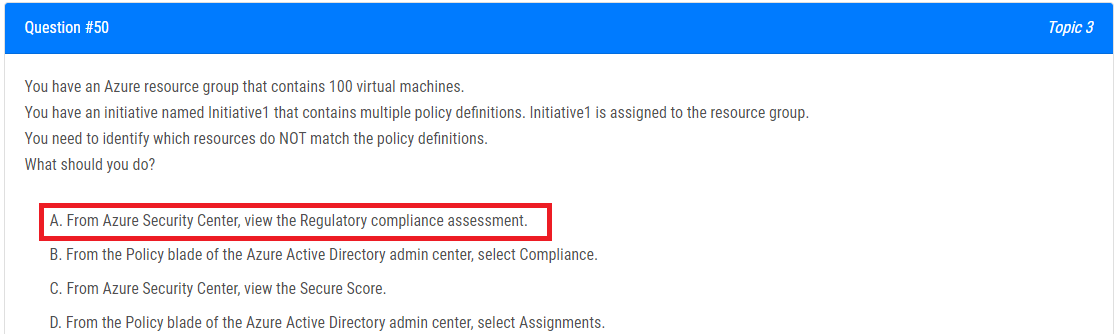 Question #50
Topic 3
You have an Azure resource group that contains 100 virtual machines.
You have an initiative named Initiative1 that contains multiple policy definitions. Initiative1 is assigned to the resource group.
You need to identify which resources do NOT match the policy definitions.
What should you do?
A. From Azure Security Center, view the Regulatory compliance assessment.
B. From the Policy blade of the Azure Active Directory admin center, select Compliance.
C. From Azure Security Center, view the Secure Score.
D. From the Policy blade of the Azure Active Directory admin center, select Assignments.